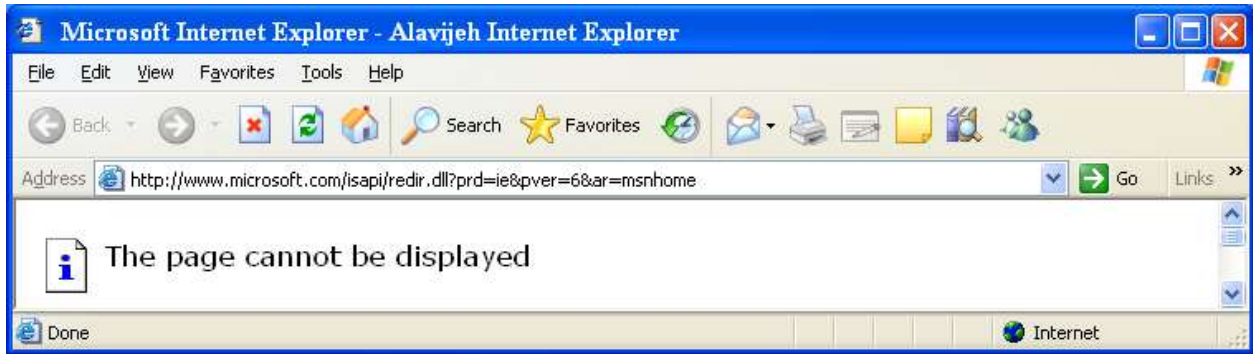 Microsoft Internet Explorer - Alavijeh Internet Explorer
File Edit View Favorites Tools Help
Back Search Favorites
Address http://www.microsoft.com/isapi/redir.dll?prd=ie&pver=6&ar=msnhome Go Links »
i The page cannot be displayed
Done Internet